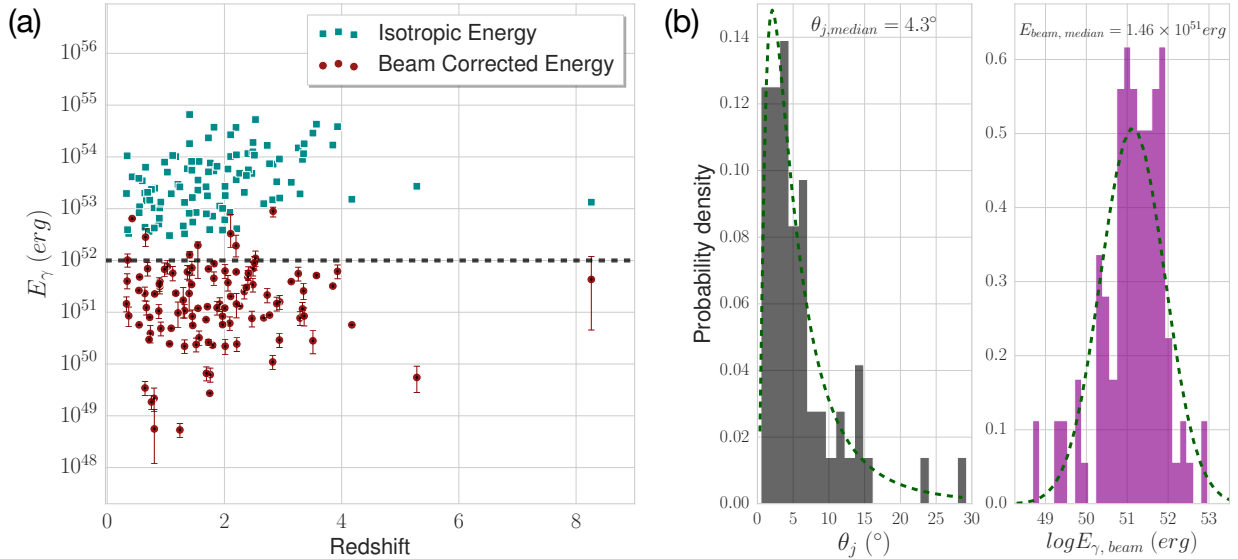 (a)
Isotropic Energy
Beam Corrected Energy
10^56
10^55
10^54
10^53
10^52
10^51
10^50
10^49
10^48
E_γ (erg)
0 2 4 6 8
Redshift
(b)
θ_{j,median} = 4.3°
0.14
0.12
0.10
0.08
0.06
0.04
0.02
0.00
Probability density
0 5 10 15 20 25 30
θ_j (°)
E_{beam, median} = 1.46 × 10^51 erg
0.6
0.5
0.4
0.3
0.2
0.1
0.0
49 50 51 52 53
logE_{γ, beam} (erg)